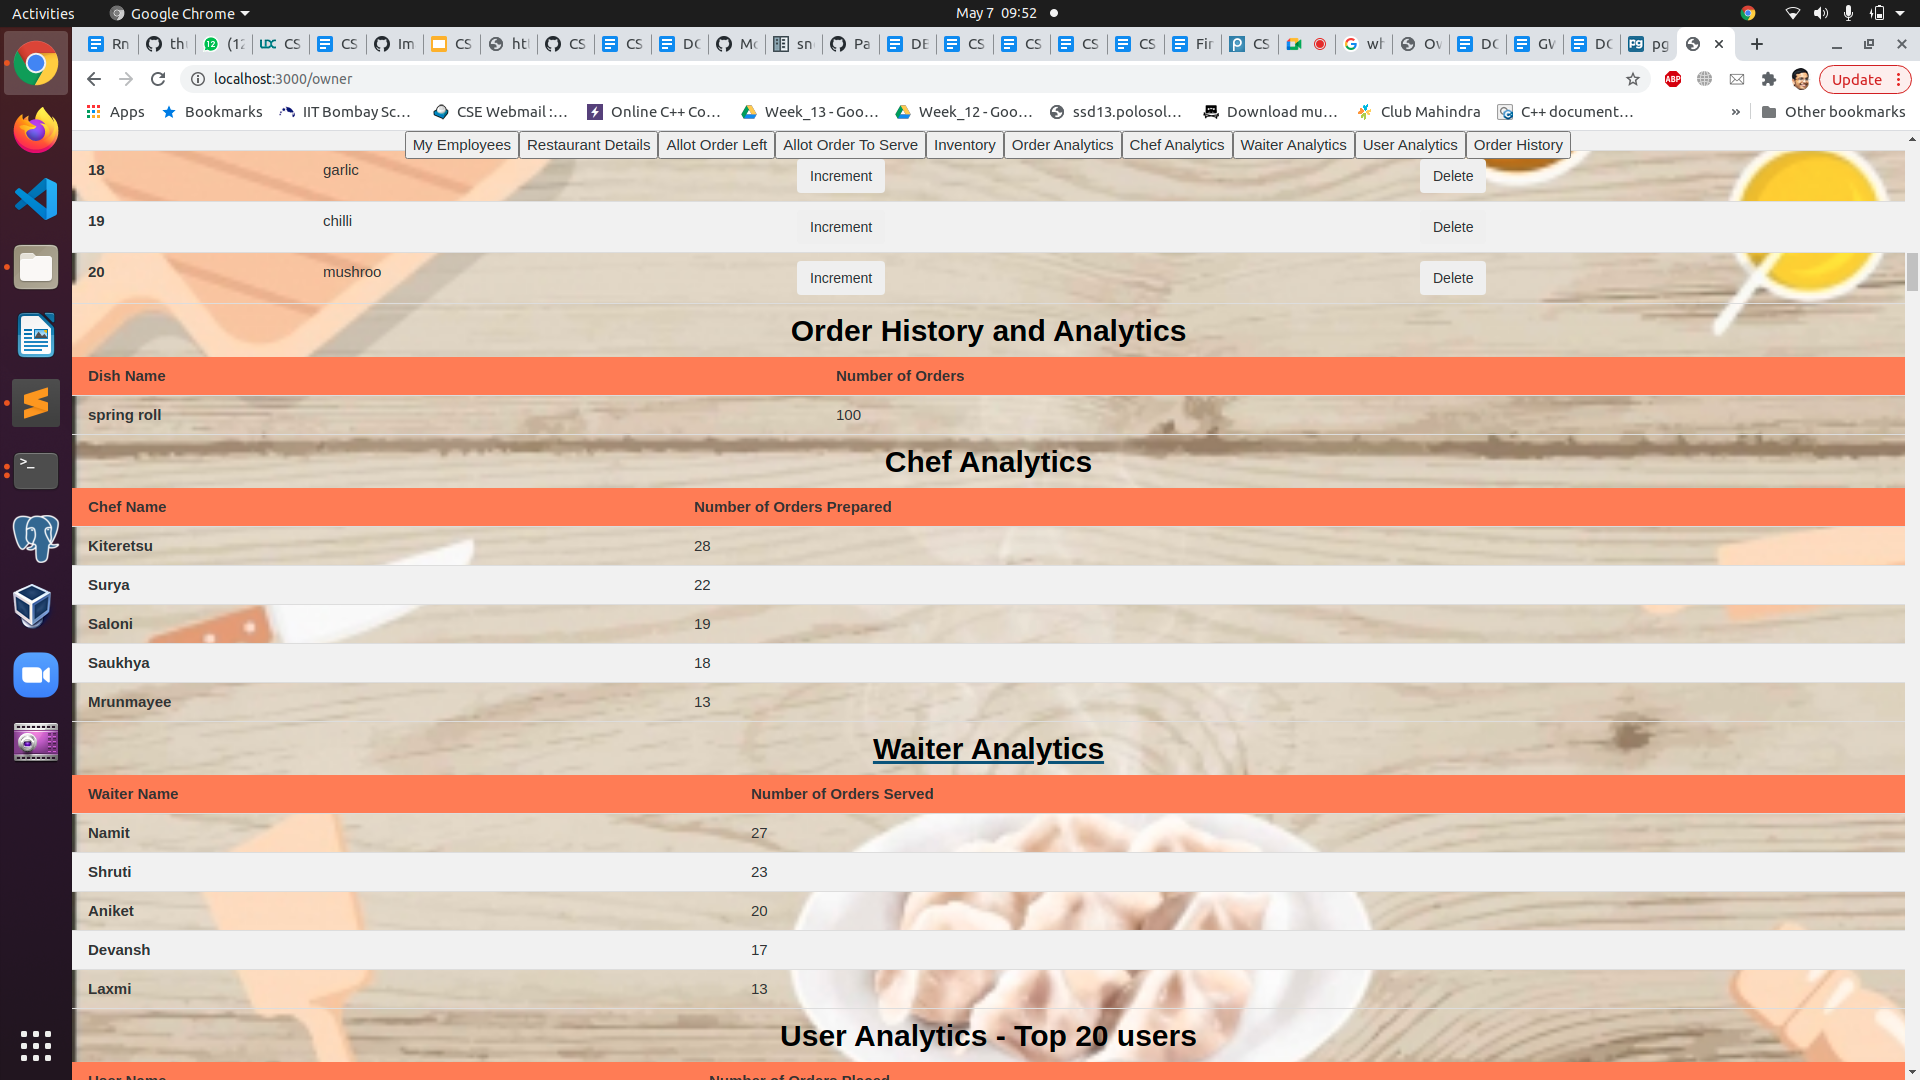 Activities Google Chrome May 7 09:52
Rn th (12 CS CS Im CS ht CS CS DC Mc sn Pa DE CS CS CS CS Fir CS wh Ov DC GV DC pg
localhost:3000/owner Update
Apps Bookmarks IIT Bombay Sc… CSE Webmail :… Online C++ Co… Week_13 - Goo… Week_12 - Goo… ssd13.polosol… Download mu… Club Mahindra C++ document… » Other bookmarks
My Employees Restaurant Details Allot Order Left Allot Order To Serve Inventory Order Analytics Chef Analytics Waiter Analytics User Analytics Order History
18 garlic Increment Delete
19 chilli Increment Delete
20 mushroo Increment Delete
Order History and Analytics
Dish Name Number of Orders
spring roll 100
Chef Analytics
Chef Name Number of Orders Prepared
Kiteretsu 28
Surya 22
Saloni 19
Saukhya 18
Mrunmayee 13
Waiter Analytics
Waiter Name Number of Orders Served
Namit 27
Shruti 23
Aniket 20
Devansh 17
Laxmi 13
User Analytics - Top 20 users
User Name Number of Orders Placed